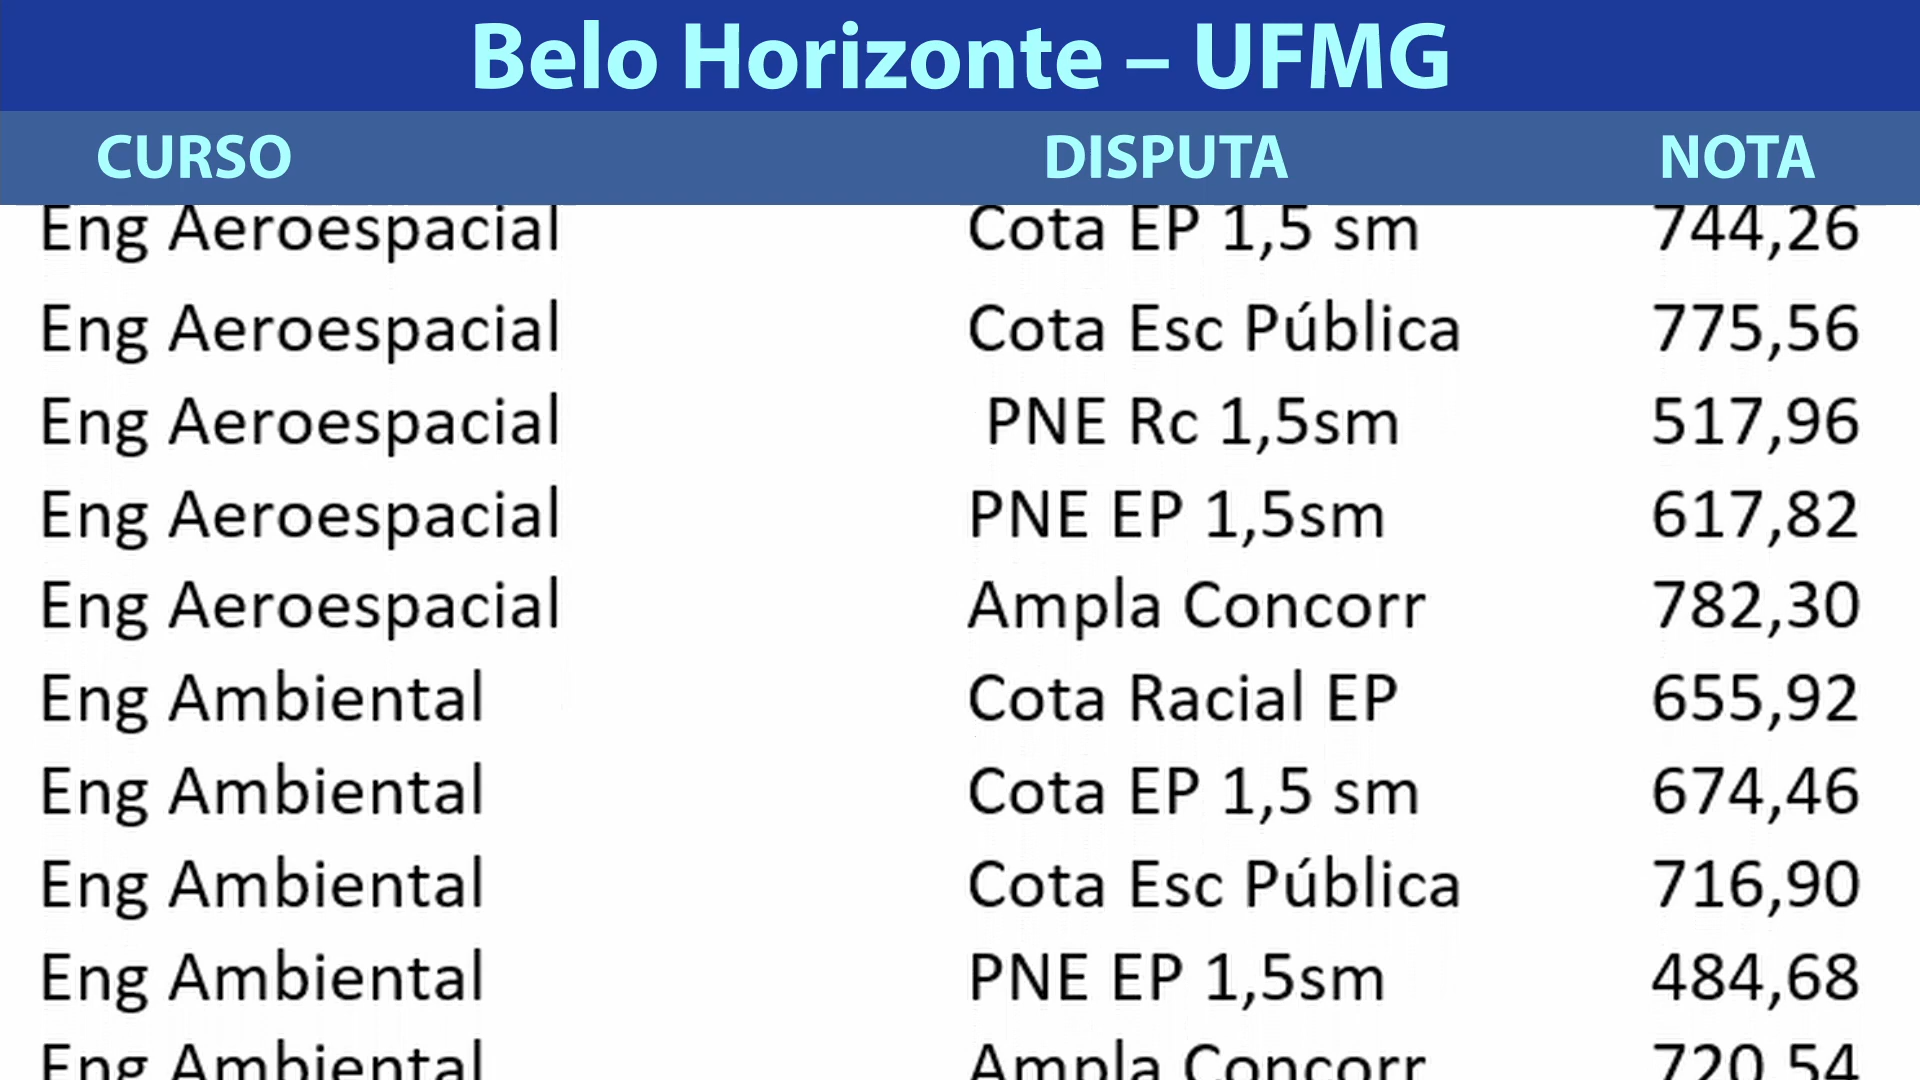 Belo Horizonte – UFMG
CURSO DISPUTA NOTA
Eng Aeroespacial Cota EP 1,5 sm 744,26
Eng Aeroespacial Cota Esc Pública 775,56
Eng Aeroespacial PNE Rc 1,5sm 517,96
Eng Aeroespacial PNE EP 1,5sm 617,82
Eng Aeroespacial Ampla Concorr 782,30
Eng Ambiental Cota Racial EP 655,92
Eng Ambiental Cota EP 1,5 sm 674,46
Eng Ambiental Cota Esc Pública 716,90
Eng Ambiental PNE EP 1,5sm 484,68
Eng Ambiental Ampla Concorr 720,54